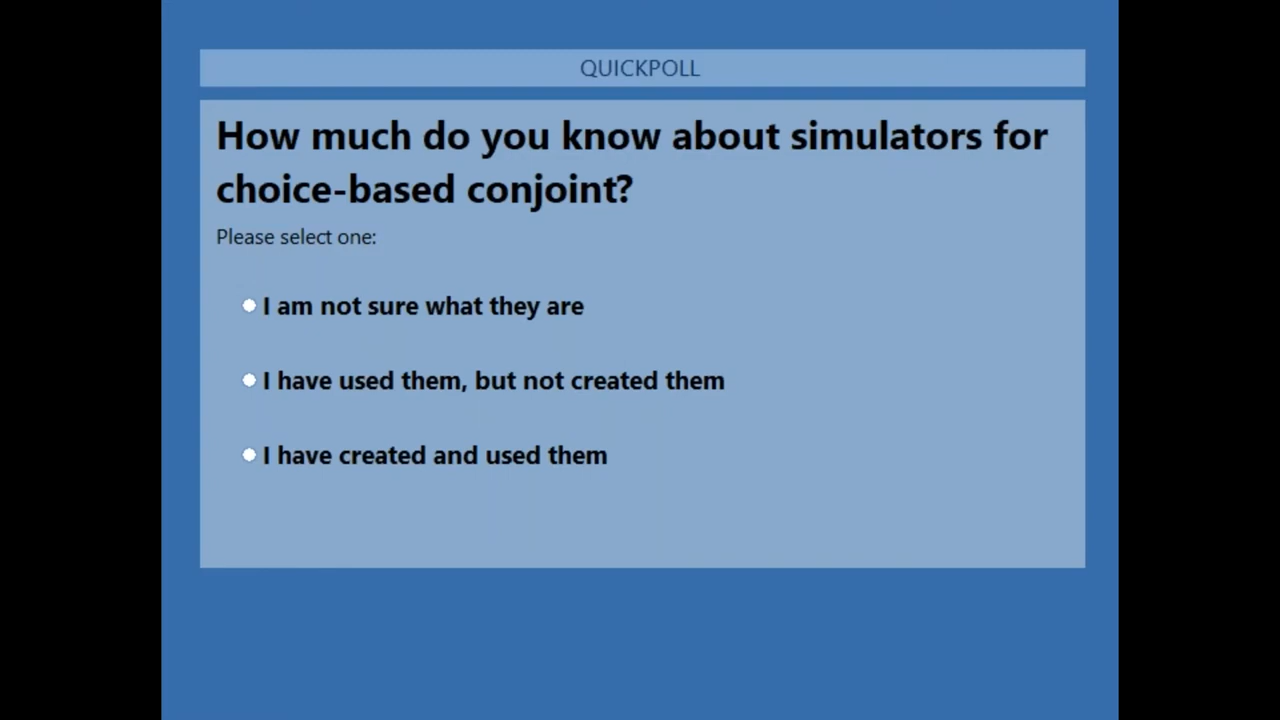 QUICKPOLL
How much do you know about simulators for
choice-based conjoint?
Please select one:
I am not sure what they are
I have used them, but not created them
I have created and used them